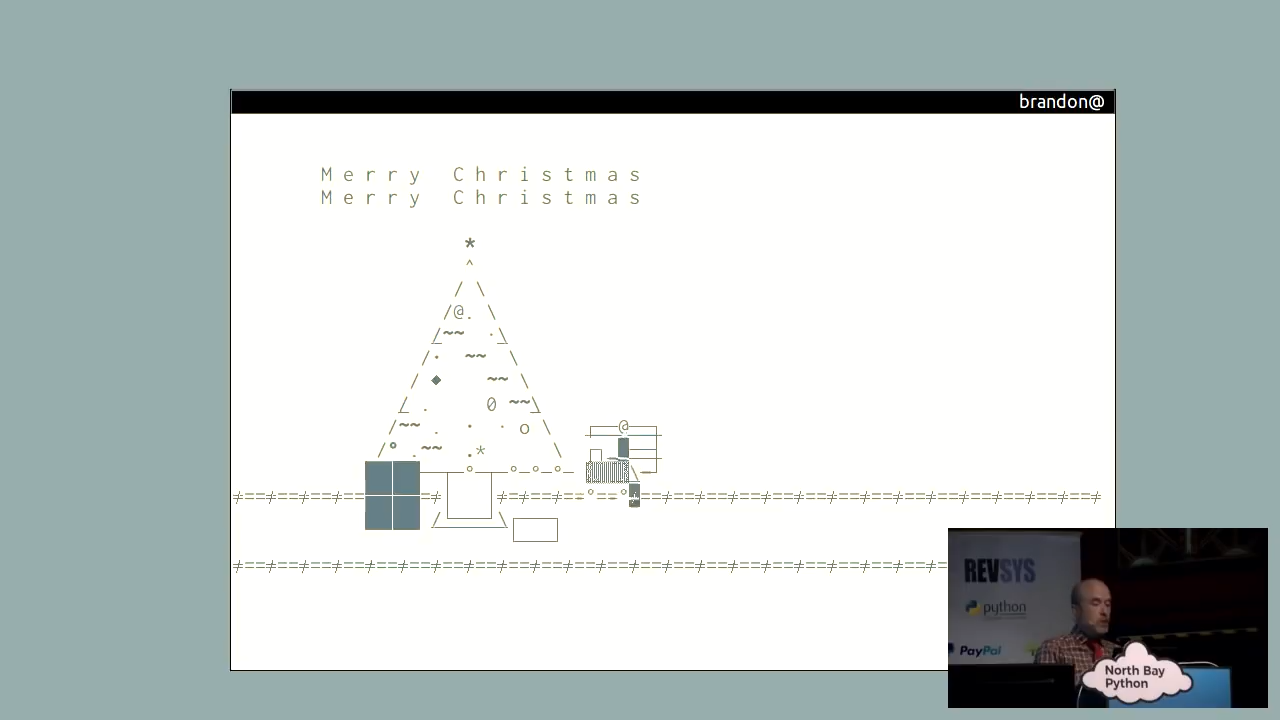 brandon@
Merry Christmas
Merry Christmas
REVSYS
python
PayPal
North Bay
Python